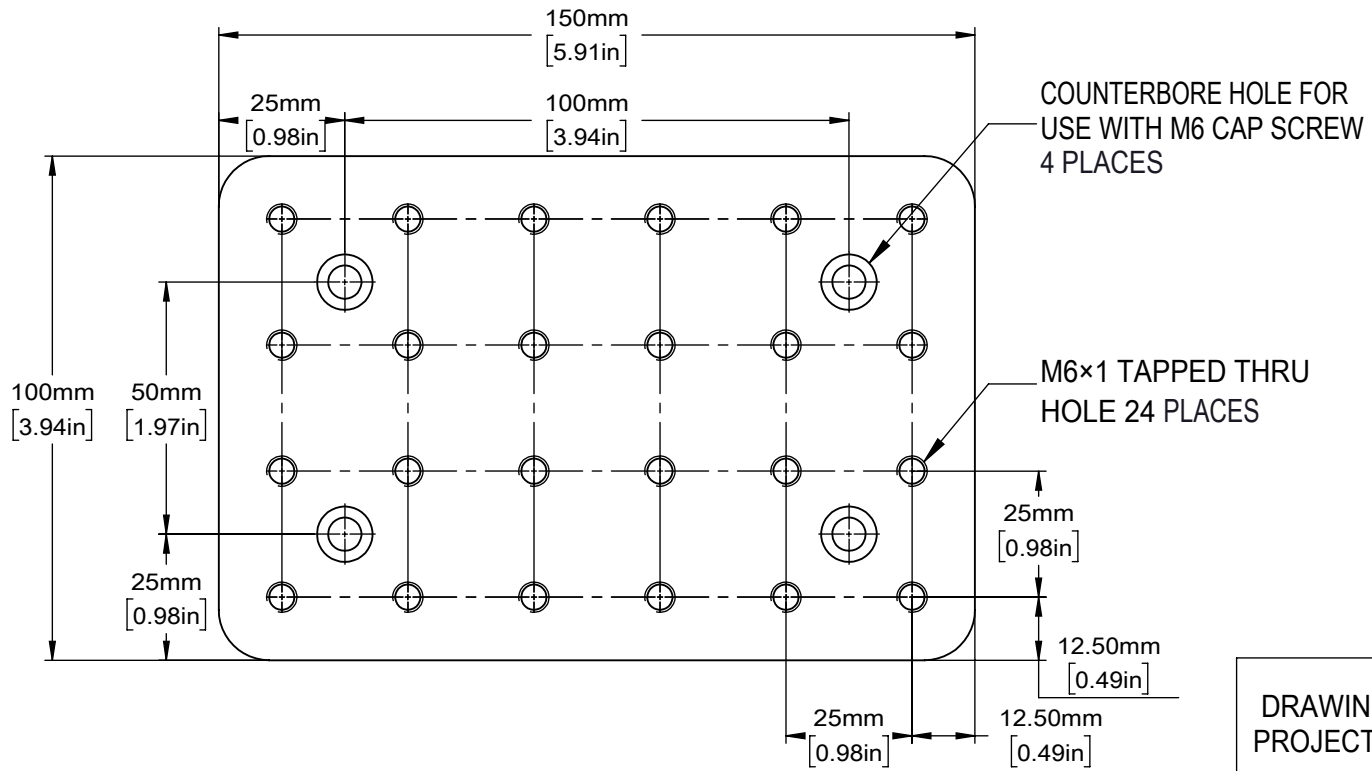 150mm
[5.91in]
25mm
[0.98in]
100mm
[3.94in]
COUNTERBORE HOLE FOR
USE WITH M6 CAP SCREW
4 PLACES
100mm
[3.94in]
50mm
[1.97in]
M6×1 TAPPED THRU
HOLE 24 PLACES
25mm
[0.98in]
25mm
[0.98in]
12.50mm
[0.49in]
25mm
[0.98in]
12.50mm
[0.49in]
DRAWIN
PROJECT